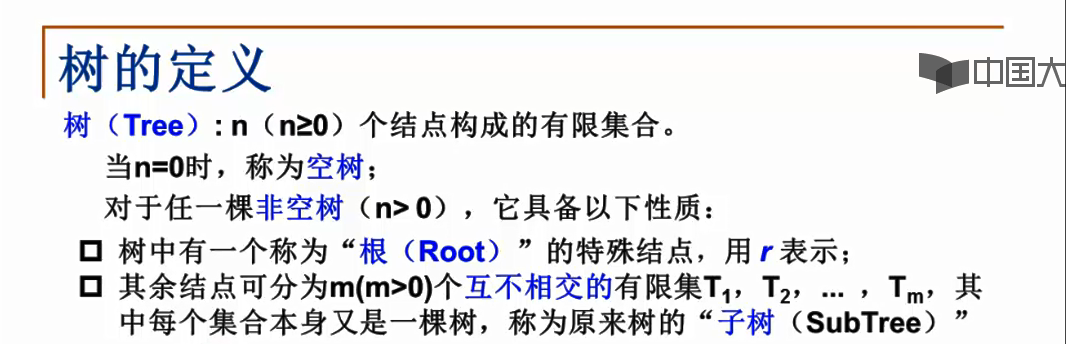 树的定义
中国大
树（Tree）: n（n≥0）个结点构成的有限集合。
当n=0时，称为空树；
对于任一棵非空树（n> 0），它具备以下性质：
树中有一个称为“根（Root）”的特殊结点，用 r 表示；
其余结点可分为m(m>0)个互不相交的有限集T1，T2，... ，Tm，其
中每个集合本身又是一棵树，称为原来树的“子树（SubTree）”